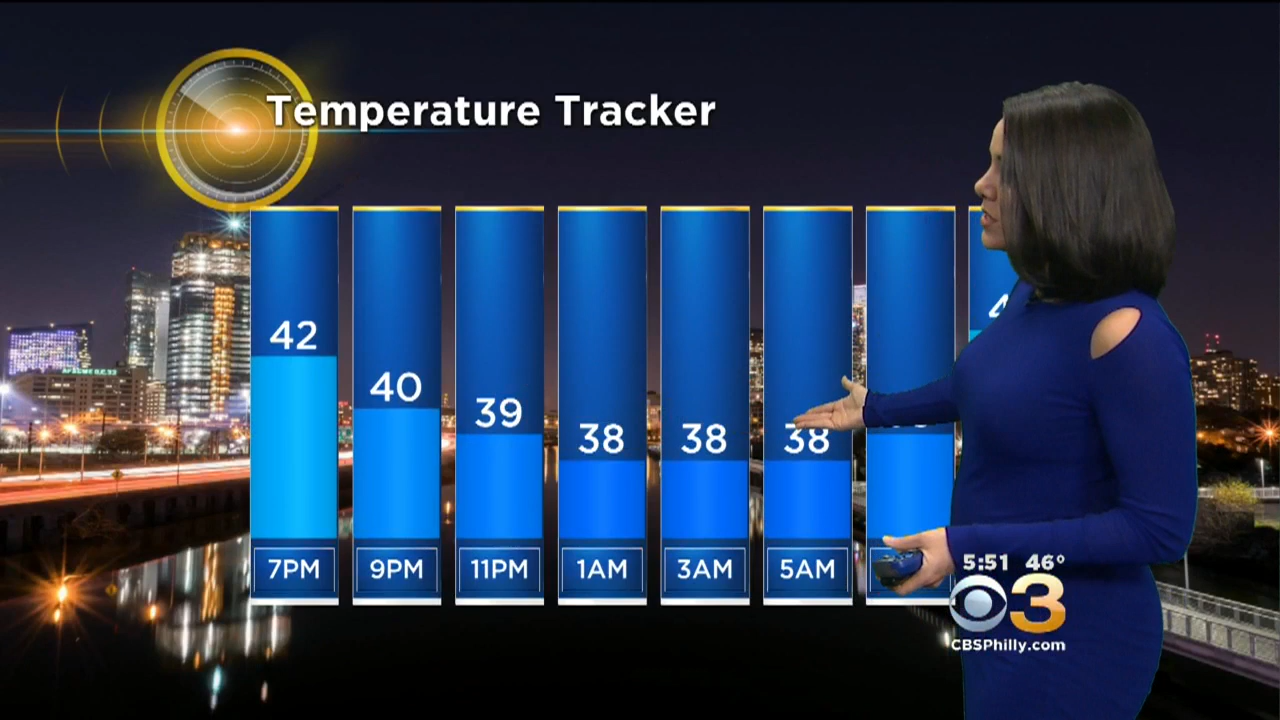 Temperature Tracker
42
40
39
38
38
38
7PM
9PM
11PM
1AM
3AM
5AM
5:51 46°
3
CBSPhilly.com